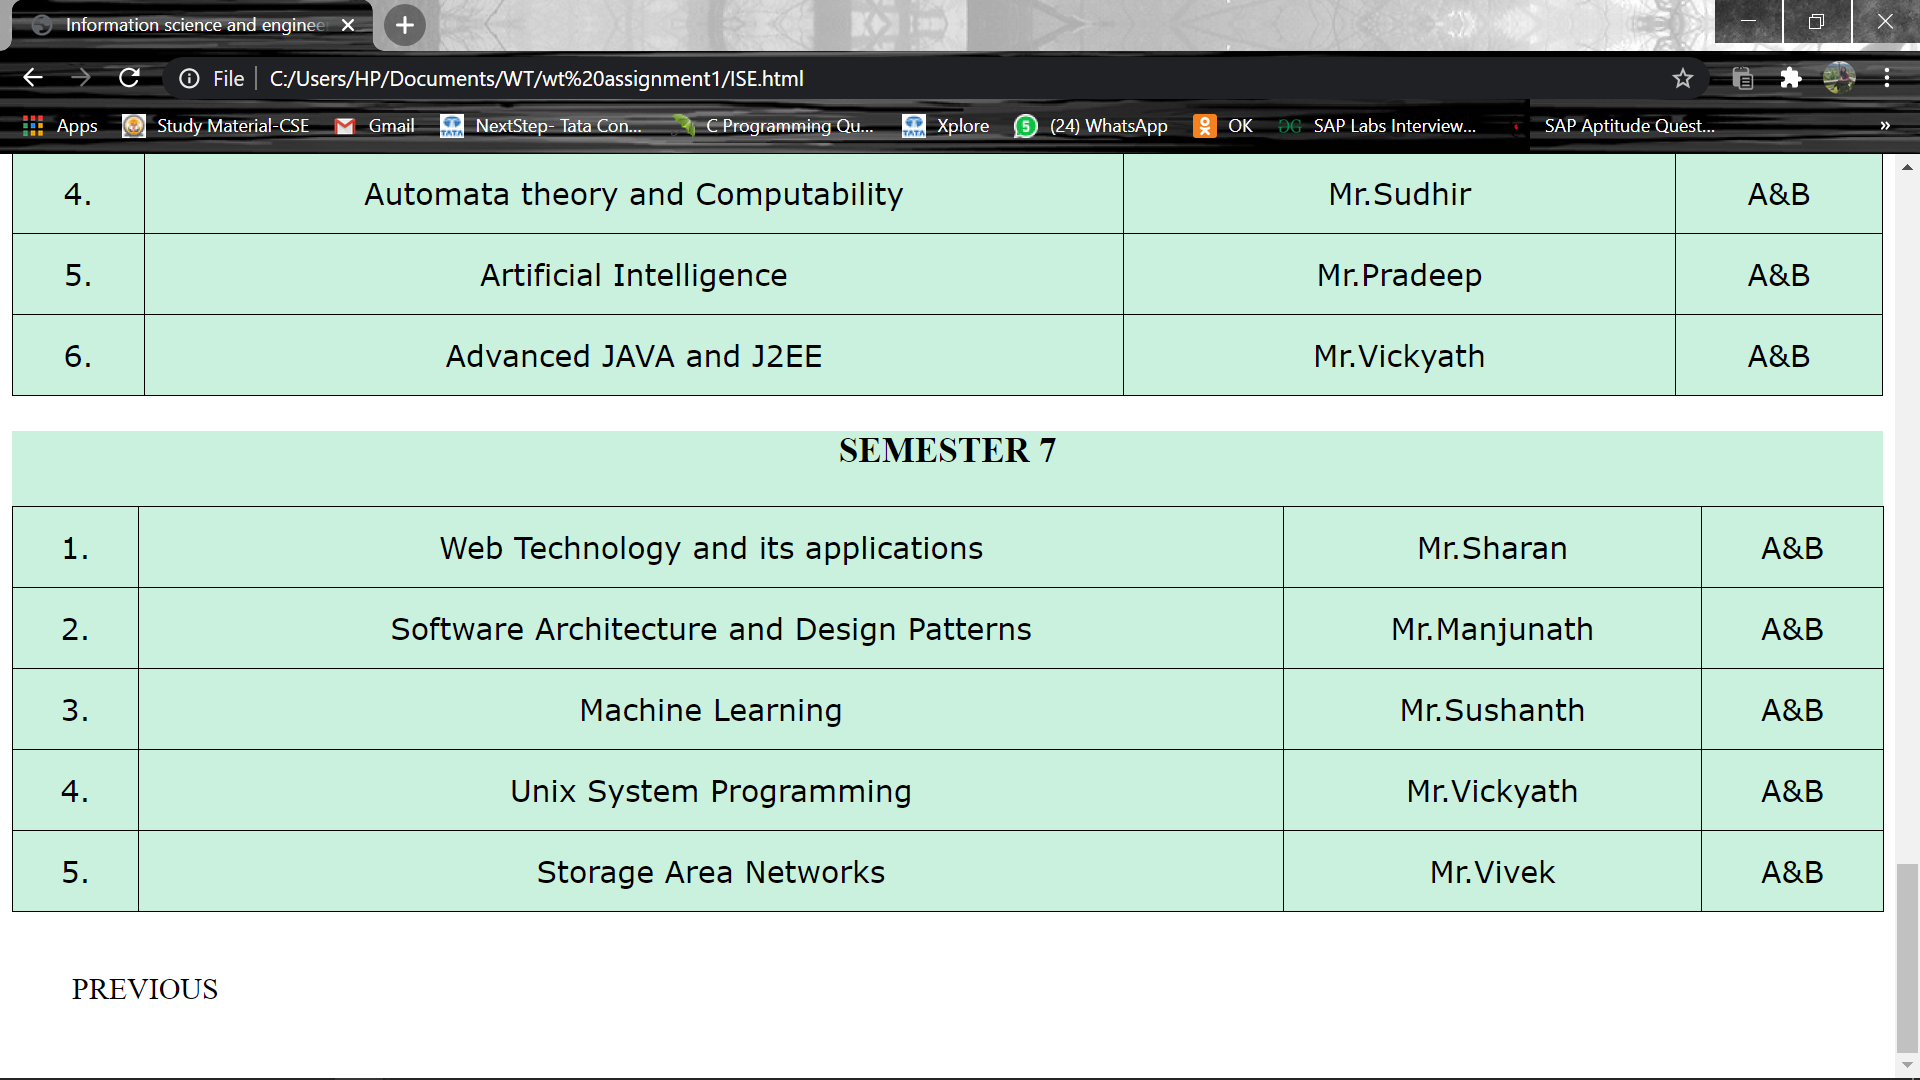 Information science and enginee
File C:/Users/HP/Documents/WT/wt%20assignment1/ISE.html
Apps Study Material-CSE Gmail NextStep- Tata Con... C Programming Qu... Xplore 5 (24) WhatsApp OK SAP Labs Interview... SAP Aptitude Quest... »
4. Automata theory and Computability Mr.Sudhir A&B
5. Artificial Intelligence Mr.Pradeep A&B
6. Advanced JAVA and J2EE Mr.Vickyath A&B
SEMESTER 7
1. Web Technology and its applications Mr.Sharan A&B
2. Software Architecture and Design Patterns Mr.Manjunath A&B
3. Machine Learning Mr.Sushanth A&B
4. Unix System Programming Mr.Vickyath A&B
5. Storage Area Networks Mr.Vivek A&B
PREVIOUS